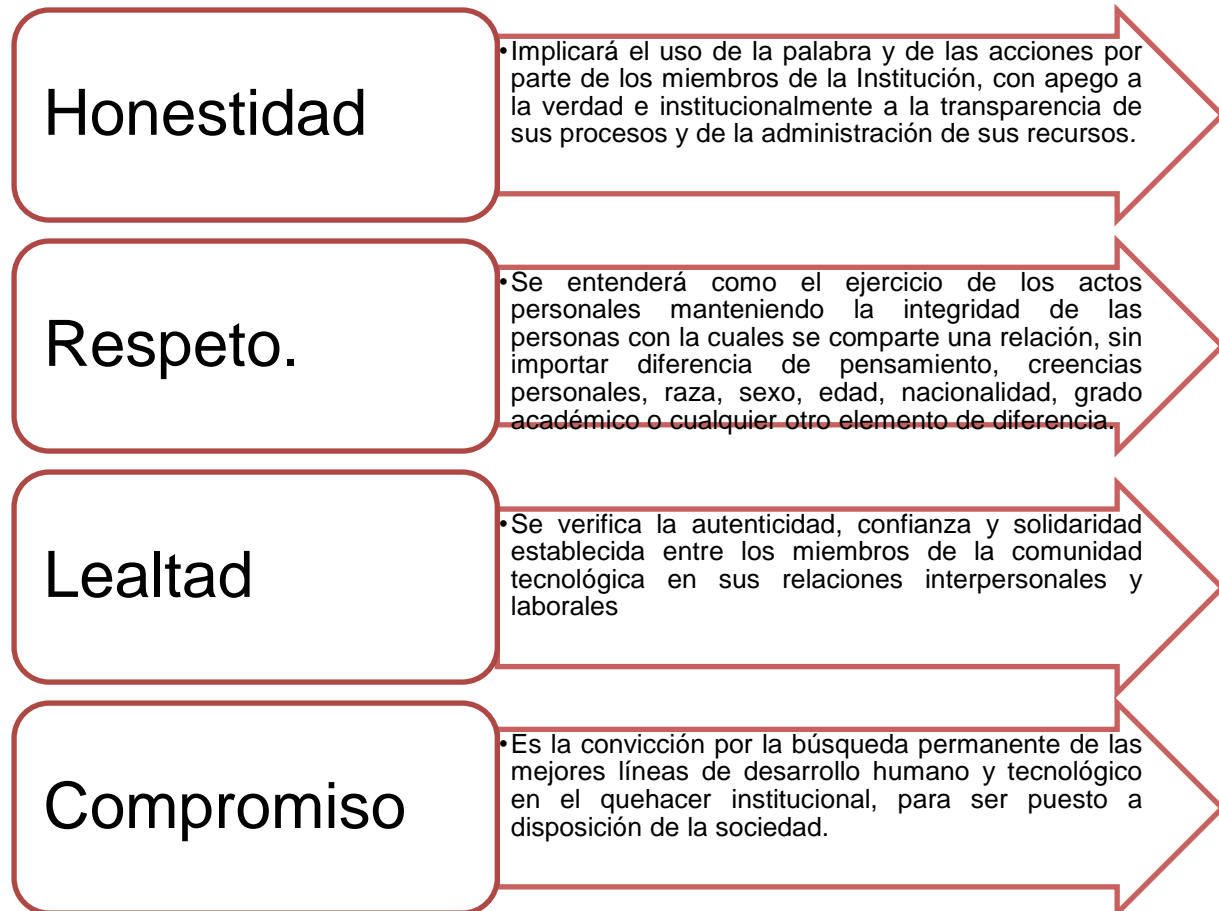 Honestidad
•Implicará el uso de la palabra y de las acciones por
parte de los miembros de la Institución, con apego a
la verdad e institucionalmente a la transparencia de
sus procesos y de la administración de sus recursos.
Respeto.
•Se entenderá como el ejercicio de los actos
personales manteniendo la integridad de las
personas con la cuales se comparte una relación, sin
importar diferencia de pensamiento, creencias
personales, raza, sexo, edad, nacionalidad, grado
académico o cualquier otro elemento de diferencia.
Lealtad
•Se verifica la autenticidad, confianza y solidaridad
establecida entre los miembros de la comunidad
tecnológica en sus relaciones interpersonales y
laborales
Compromiso
•Es la convicción por la búsqueda permanente de las
mejores líneas de desarrollo humano y tecnológico
en el quehacer institucional, para ser puesto a
disposición de la sociedad.